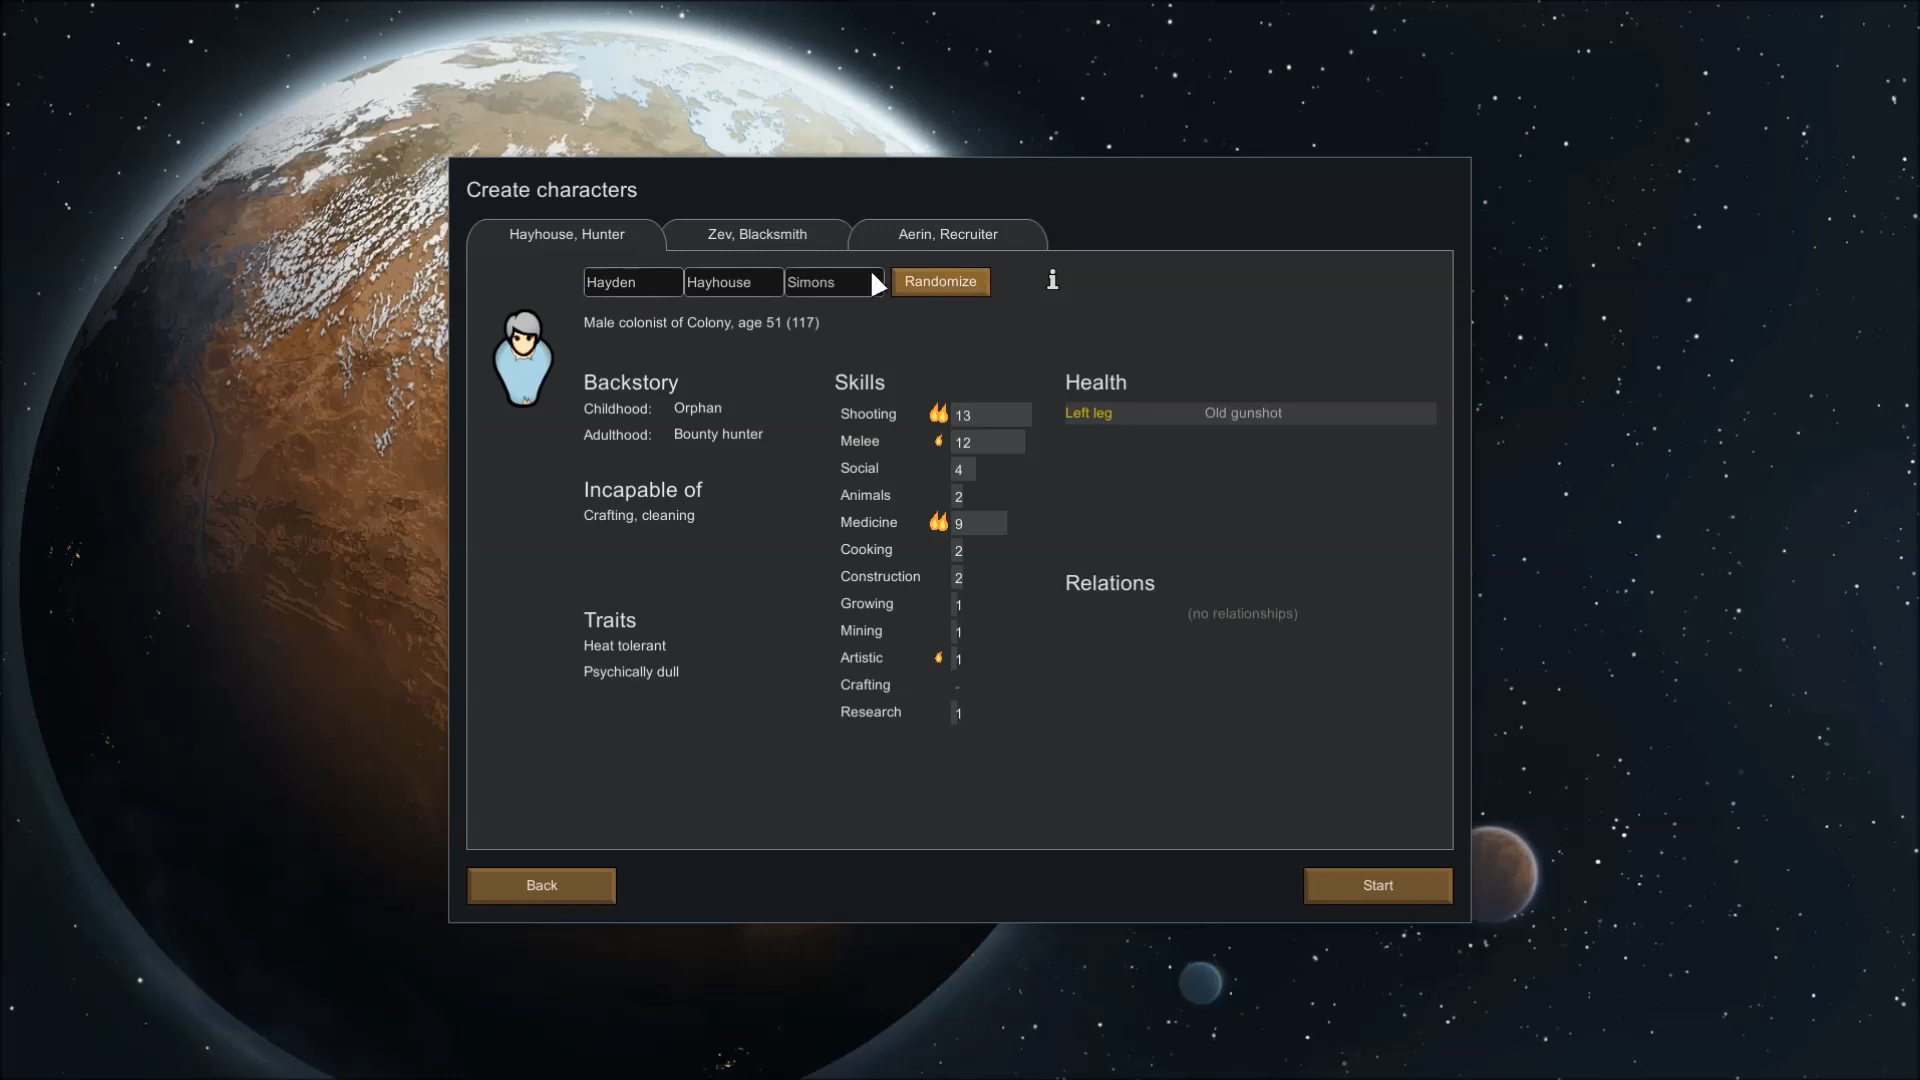 Create characters
Hayhouse, Hunter
Zev, Blacksmith
Aerin, Recruiter
Hayden
Hayhouse
Simons
Randomize
i
Male colonist of Colony, age 51 (117)
Backstory
Childhood: Orphan
Adulthood: Bounty hunter
Incapable of
Crafting, cleaning
Traits
Heat tolerant
Psychically dull
Skills
Shooting 13
Melee 12
Social 4
Animals 2
Medicine 9
Cooking 2
Construction 2
Growing 1
Mining 1
Artistic 1
Crafting -
Research 1
Health
Left leg Old gunshot
Relations
(no relationships)
Back
Start